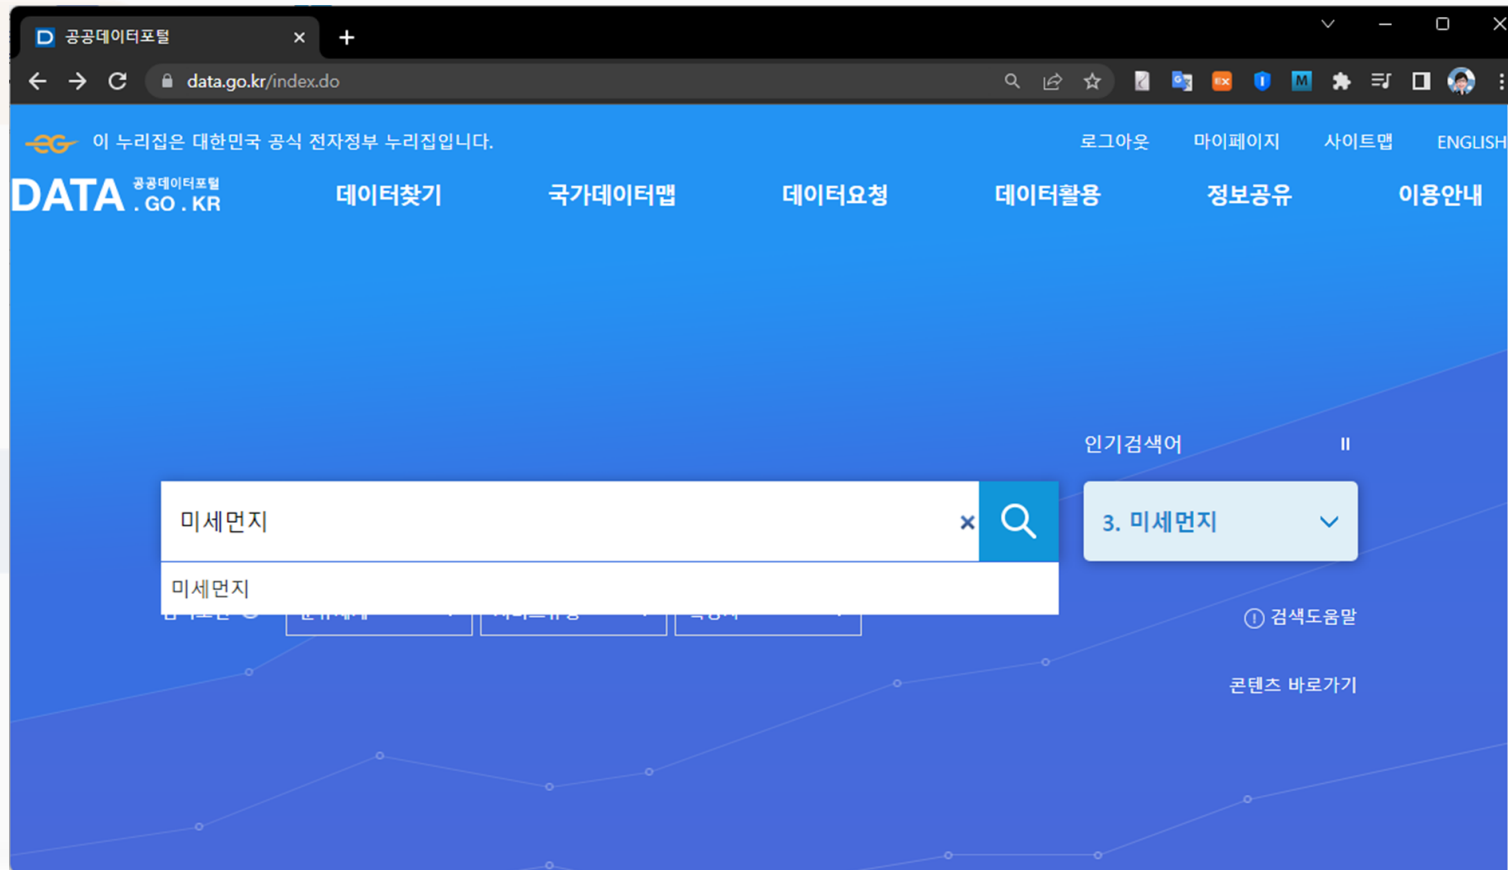 공공데이터포털
data.go.kr/index.do
이 누리집은 대한민국 공식 전자정부 누리집입니다.
로그아웃 마이페이지 사이트맵 ENGLISH
DATA 공공데이터포털 . GO . KR
데이터찾기 국가데이터맵 데이터요청 데이터활용 정보공유 이용안내
인기검색어
미세먼지
3. 미세먼지
미세먼지
검색도움말
콘텐츠 바로가기